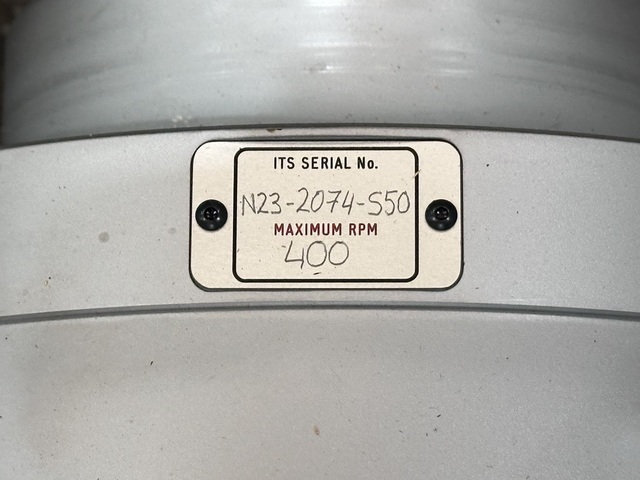 ITS SERIAL No.
N23-2074-S50
MAXIMUM RPM
400